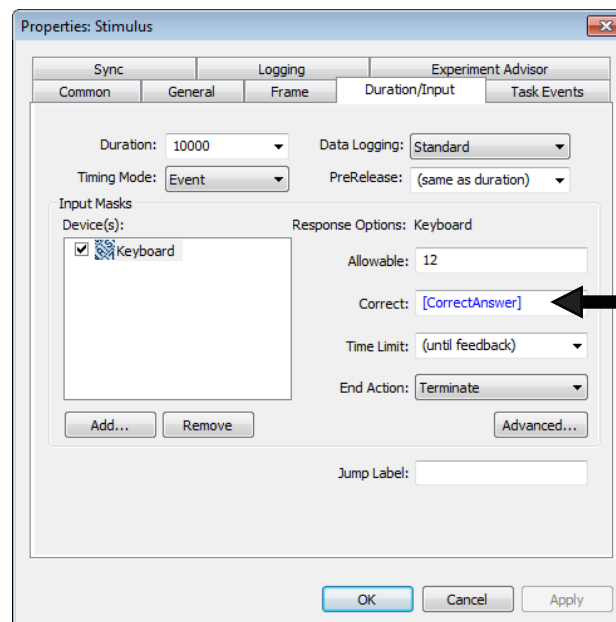 Properties: Stimulus
Sync Logging Experiment Advisor
Common General Frame Duration/Input Task Events
Duration: 10000 Data Logging: Standard
Timing Mode: Event PreRelease: (same as duration)
Input Masks
Device(s): Response Options: Keyboard
Keyboard
Allowable: 12
Correct: [CorrectAnswer]
Time Limit: (until feedback)
End Action: Terminate
Add... Remove Advanced...
Jump Label:
OK Cancel Apply